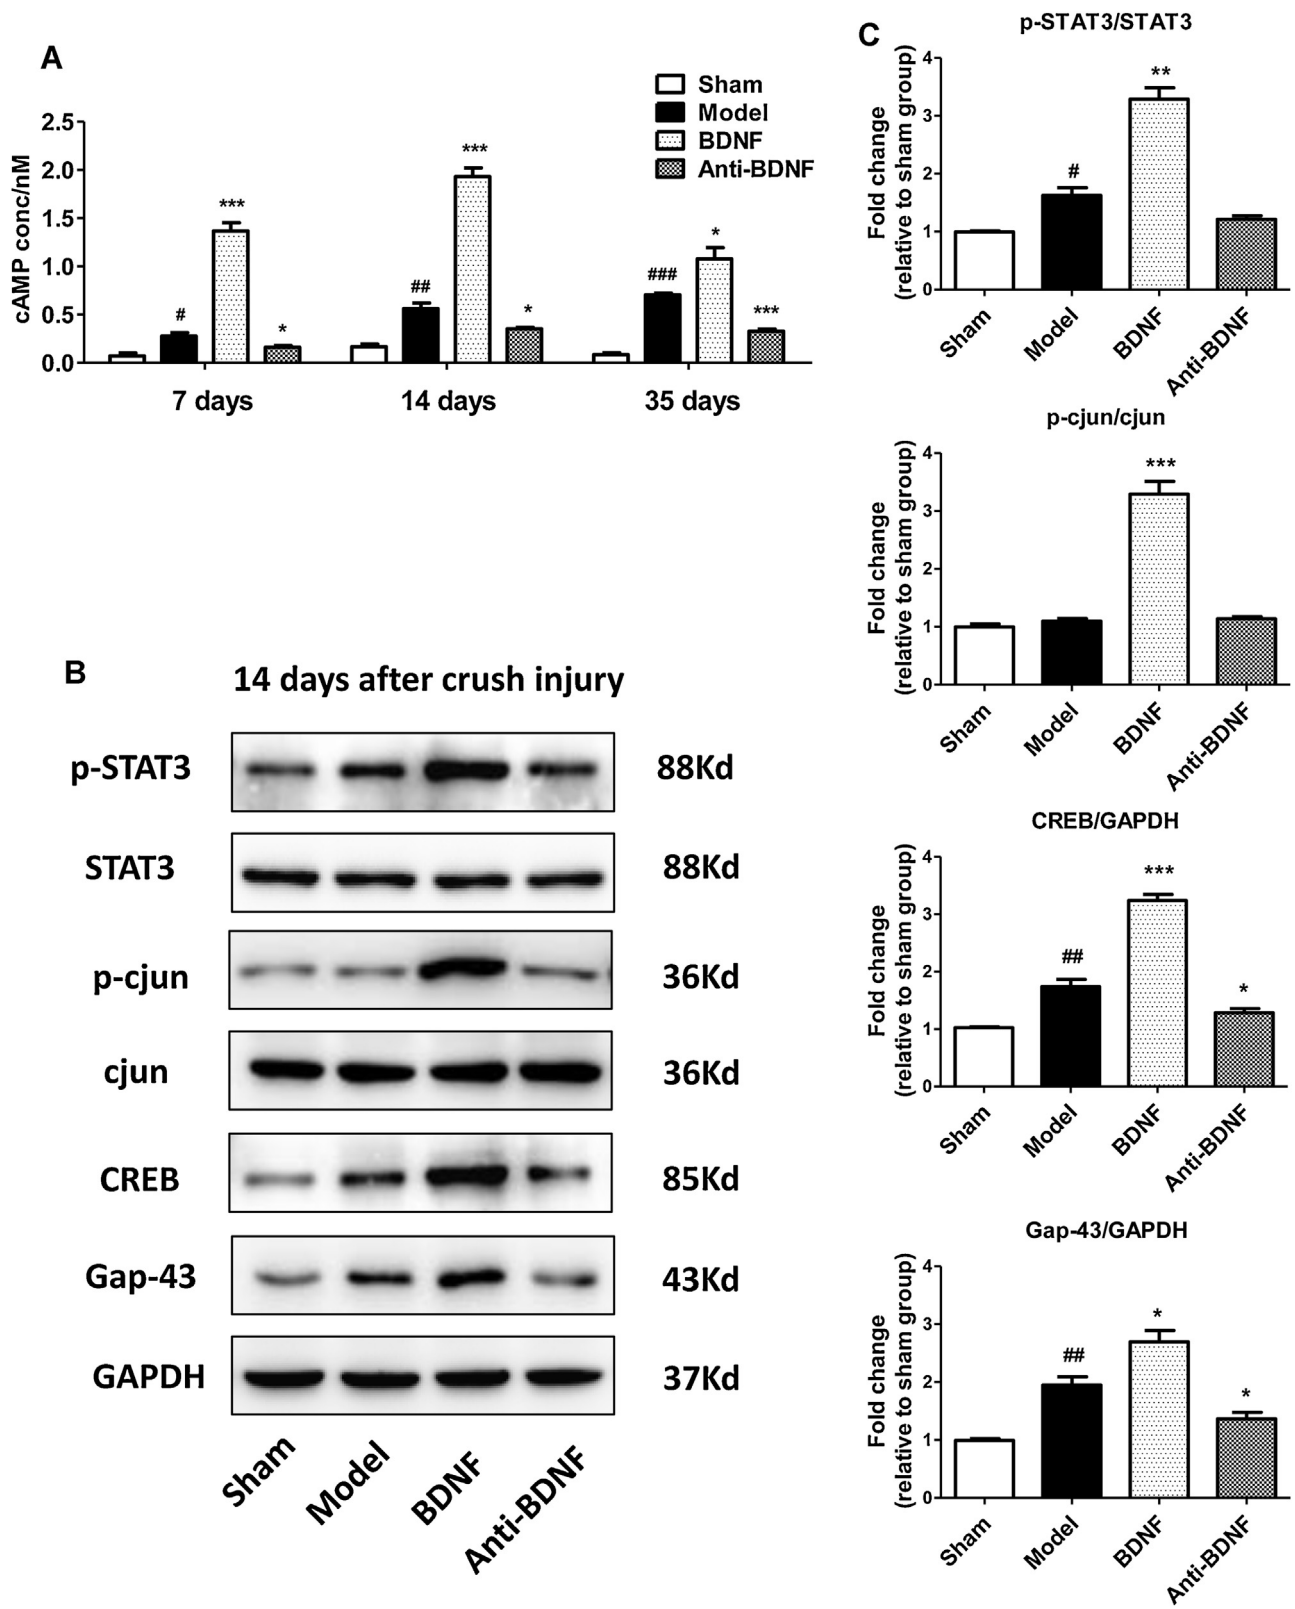 A
Sham
Model
BDNF
Anti-BDNF
cAMP conc/nM
2.5
2.0
1.5
1.0
0.5
0.0
# *** *
## *** *
### * ***
7 days 14 days 35 days
B
14 days after crush injury
p-STAT3 88Kd
STAT3 88Kd
p-cjun 36Kd
cjun 36Kd
CREB 85Kd
Gap-43 43Kd
GAPDH 37Kd
Sham Model BDNF Anti-BDNF
C
p-STAT3/STAT3
Fold change
(relative to sham group)
4
3
2
1
0
# **
Sham Model BDNF Anti-BDNF
p-cjun/cjun
Fold change
(relative to sham group)
4
3
2
1
0
***
Sham Model BDNF Anti-BDNF
CREB/GAPDH
Fold change
(relative to sham group)
4
3
2
1
0
## *** *
Sham Model BDNF Anti-BDNF
Gap-43/GAPDH
Fold change
(relative to sham group)
4
3
2
1
0
## * *
Sham Model BDNF Anti-BDNF